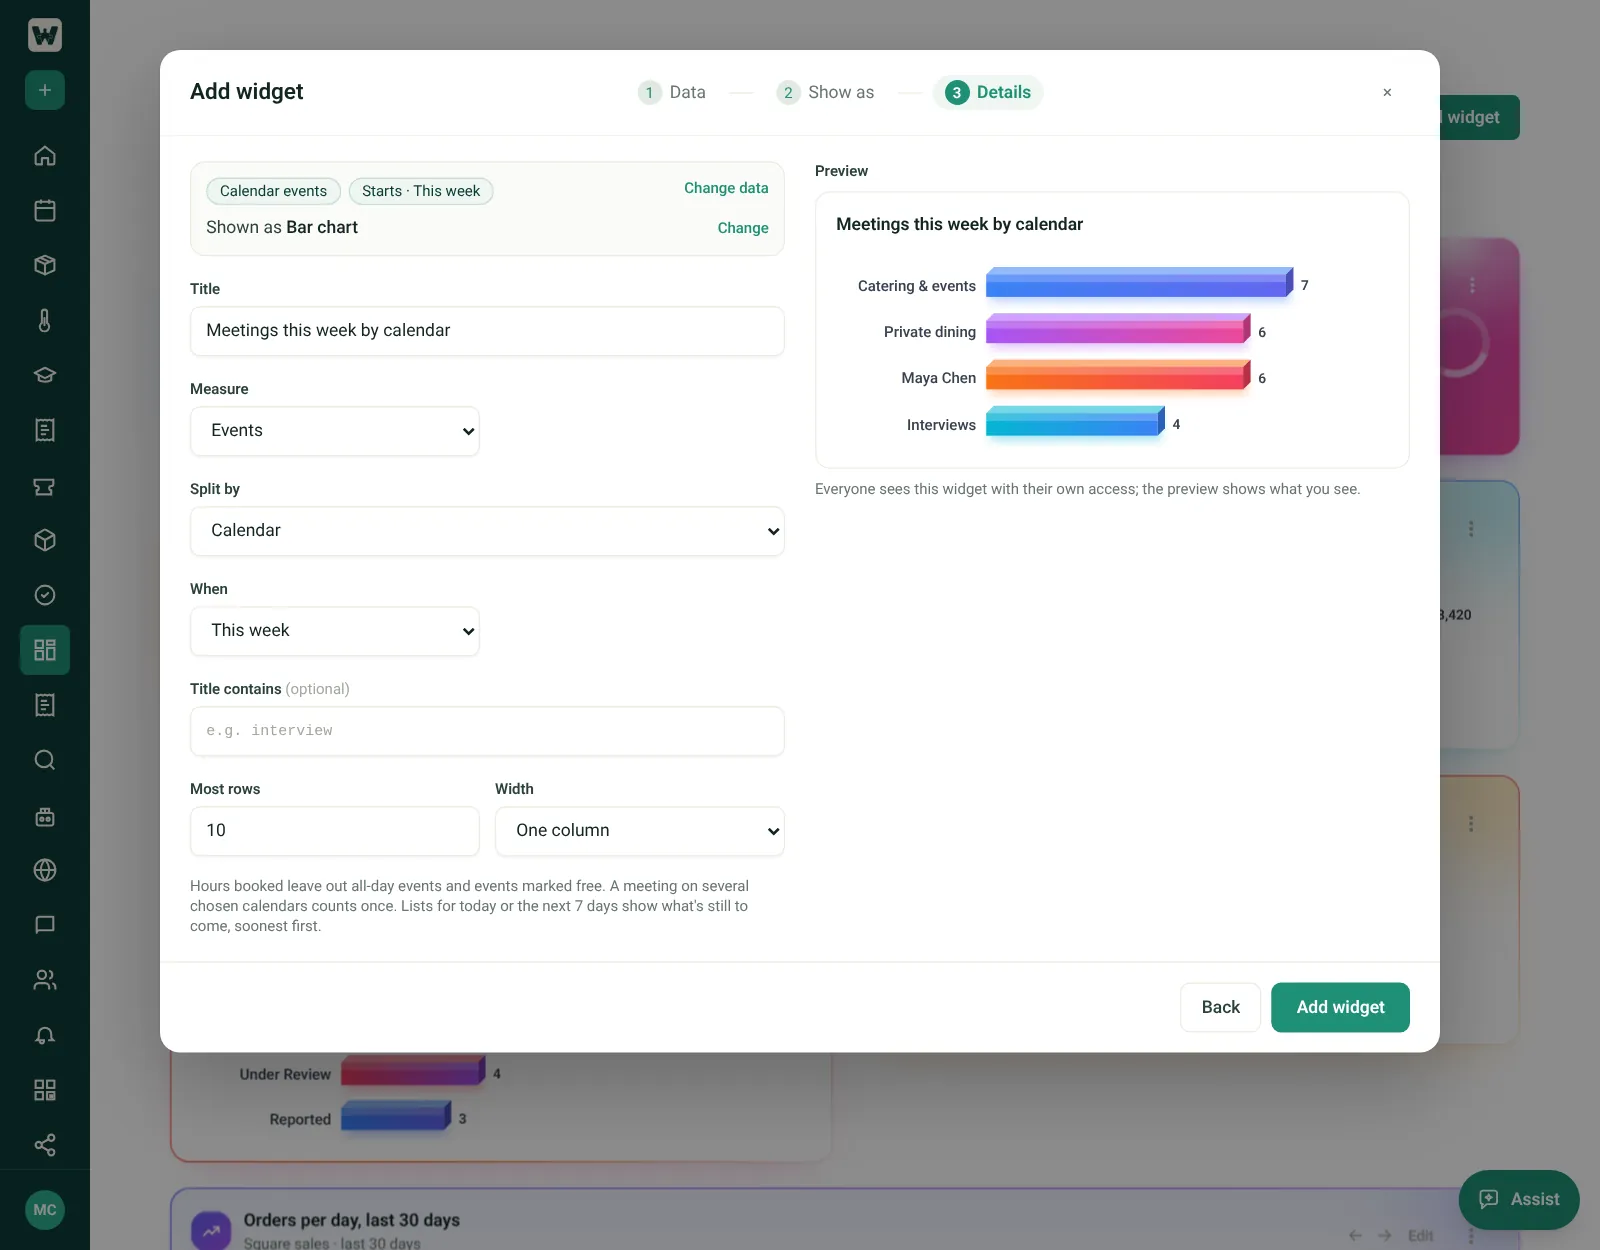 W
+
Add widget
1 Data
2 Show as
3 Details
×
widget
Calendar events
Starts · This week
Change data
Shown as Bar chart
Change
Title
Meetings this week by calendar
Measure
Events
Split by
Calendar
When
This week
Title contains (optional)
e.g. interview
Most rows
Width
10
One column
Hours booked leave out all-day events and events marked free. A meeting on several
chosen calendars counts once. Lists for today or the next 7 days show what's still to
come, soonest first.
Preview
Meetings this week by calendar
Catering & events 7
Private dining 6
Maya Chen 6
Interviews 4
Everyone sees this widget with their own access; the preview shows what you see.
3,420
Back
Add widget
Under Review 4
Reported 3
Orders per day, last 30 days
Square sales · last 30 days
Edit
Assist
MC